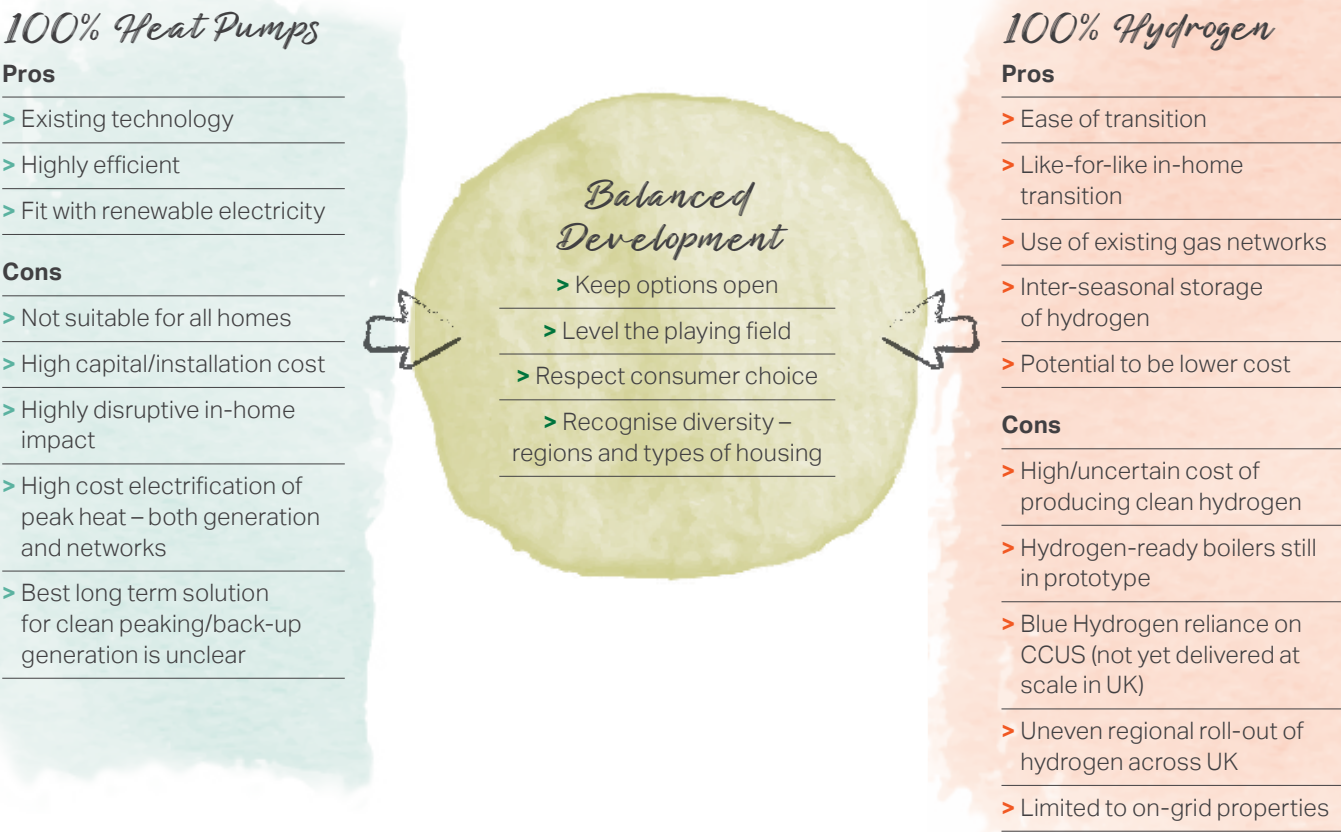 100% Heat Pumps
Pros
> Existing technology
> Highly efficient
> Fit with renewable electricity
Cons
> Not suitable for all homes
> High capital/installation cost
> Highly disruptive in-home
impact
> High cost electrification of
peak heat – both generation
and networks
> Best long term solution
for clean peaking/back-up
generation is unclear
Balanced
Development
> Keep options open
> Level the playing field
> Respect consumer choice
> Recognise diversity –
regions and types of housing
100% Hydrogen
Pros
> Ease of transition
> Like-for-like in-home
transition
> Use of existing gas networks
> Inter-seasonal storage
of hydrogen
> Potential to be lower cost
Cons
> High/uncertain cost of
producing clean hydrogen
> Hydrogen-ready boilers still
in prototype
> Blue Hydrogen reliance on
CCUS (not yet delivered at
scale in UK)
> Uneven regional roll-out of
hydrogen across UK
> Limited to on-grid properties